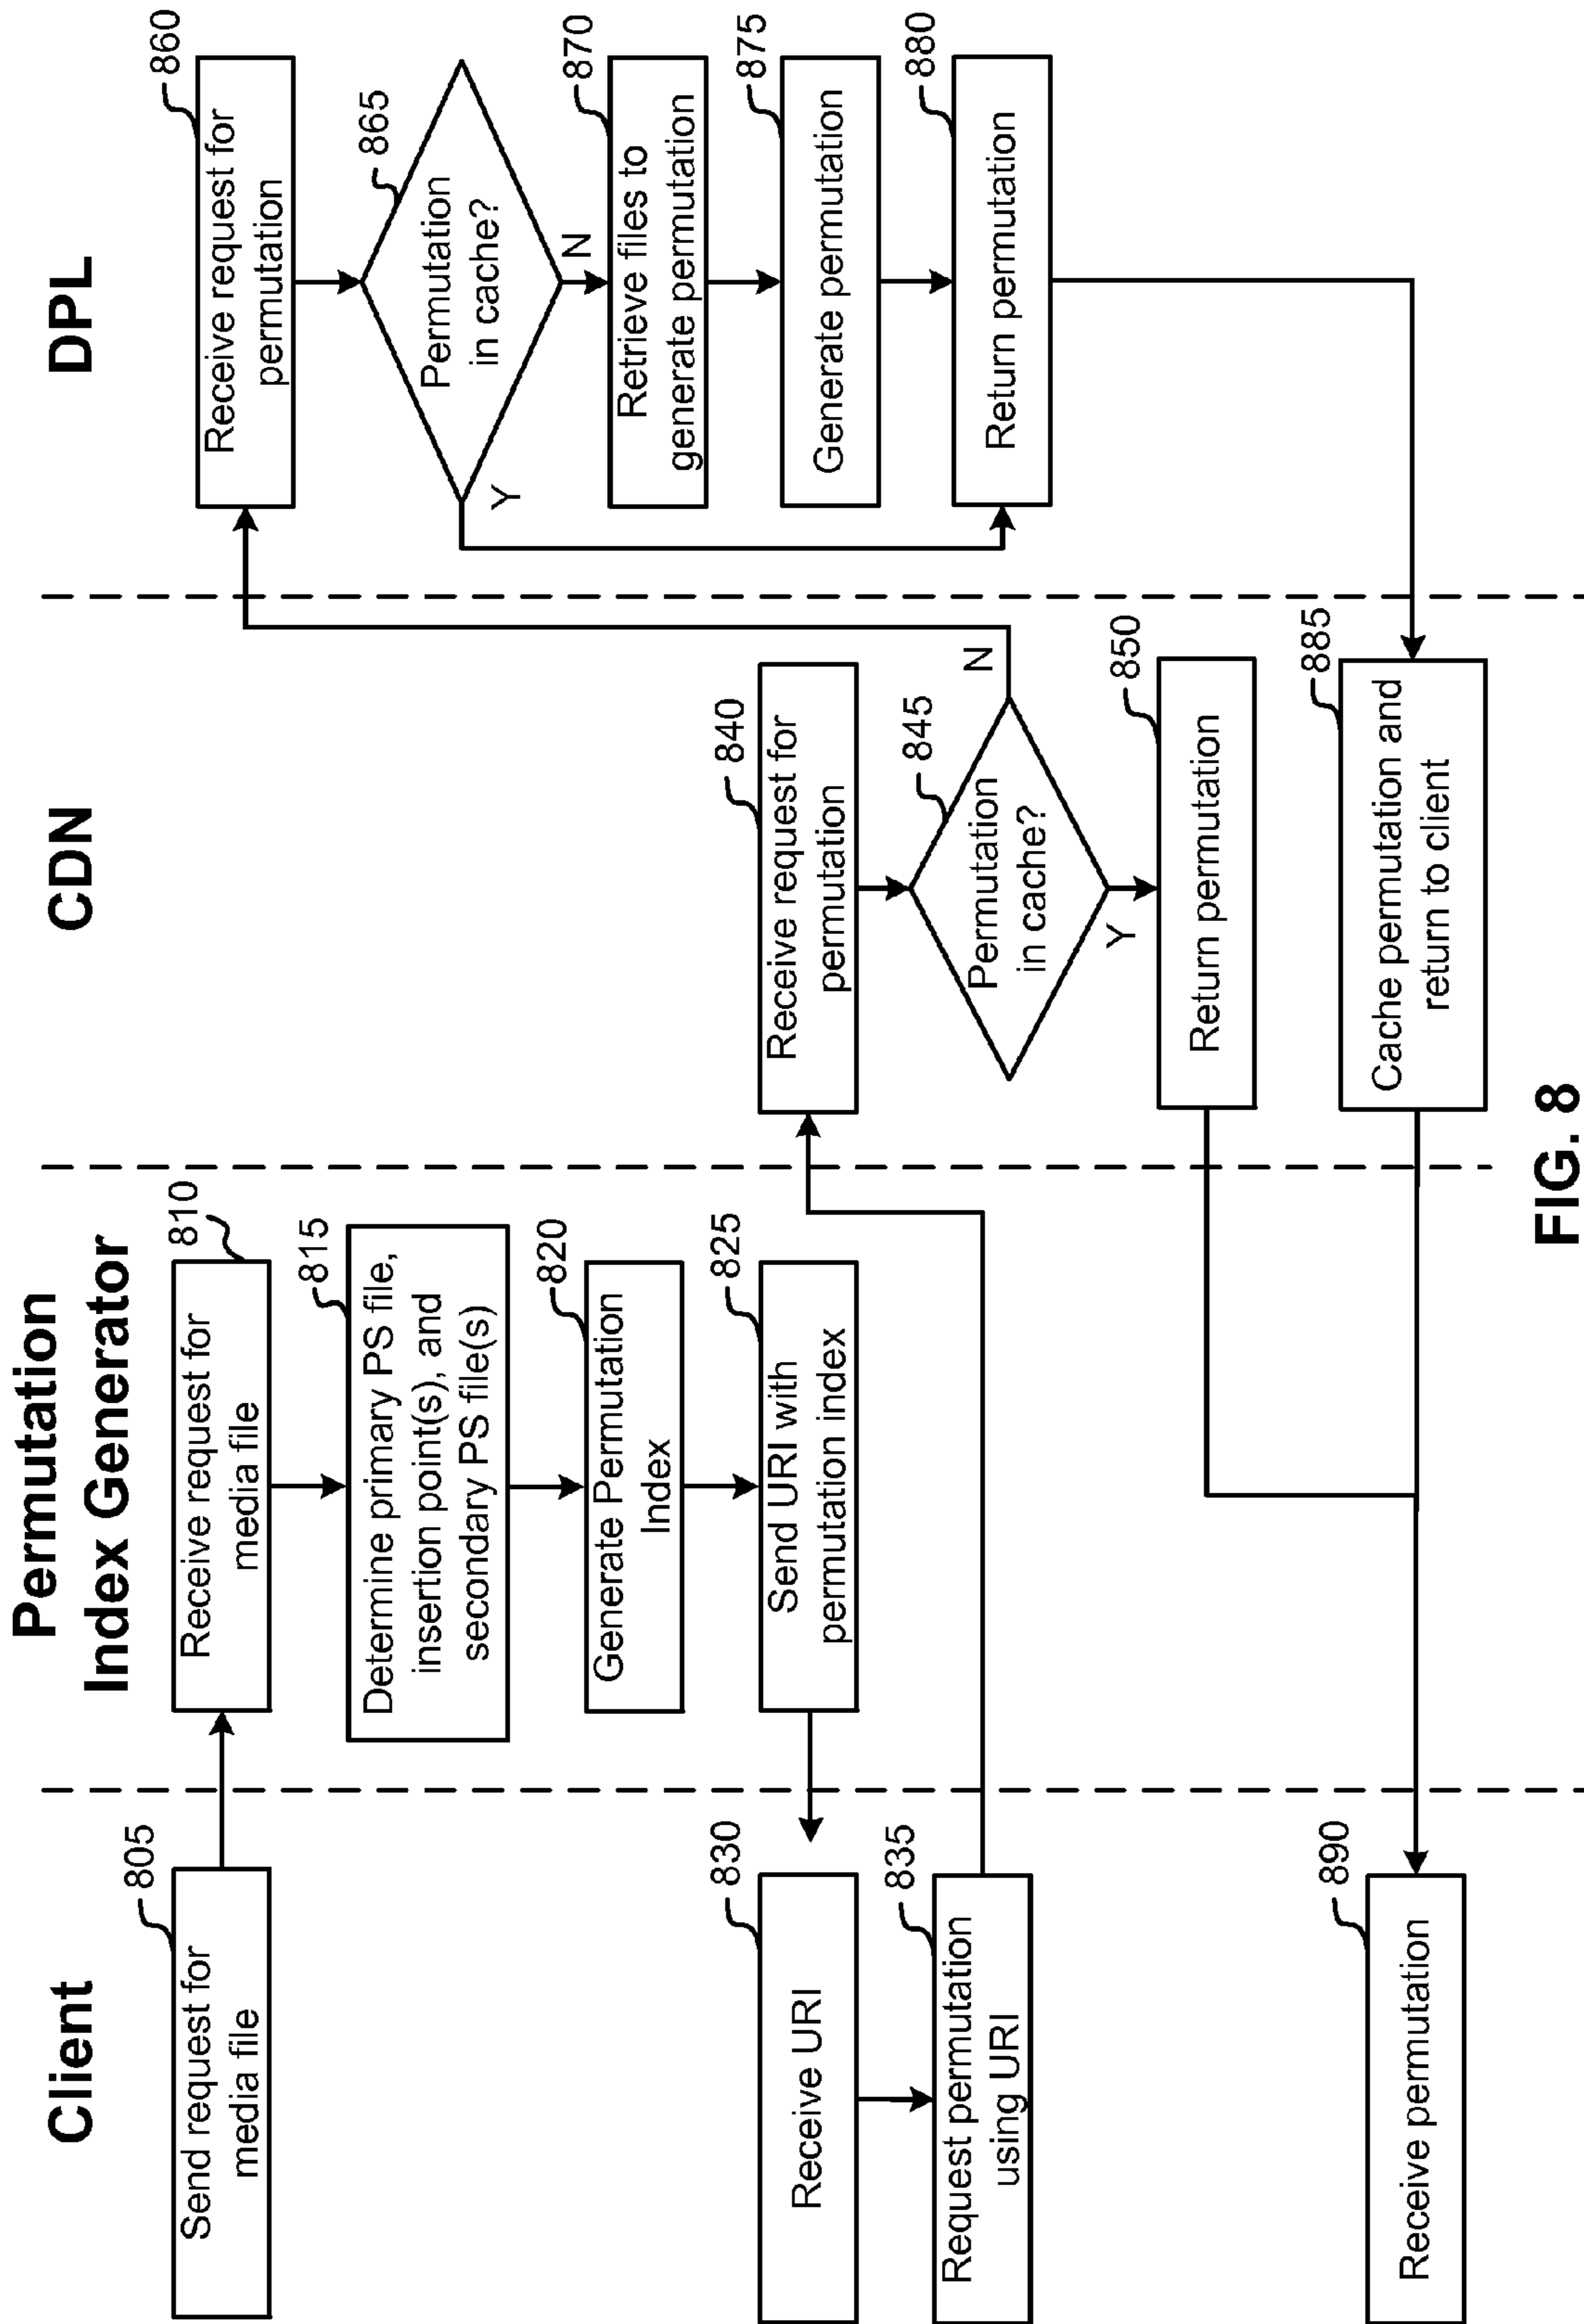 Client
805
Send request for
media file
830
Receive URI
835
Request permutation
using URI
890
Receive permutation
Permutation
Index Generator
810
Receive request for
media file
815
Determine primary PS file,
insertion point(s), and
secondary PS file(s)
820
Generate Permutation
Index
825
Send URI with
permutation index
CDN
840
Receive request for
permutation
845
Permutation
in cache?
N
Y
850
Return permutation
885
Cache permutation and
return to client
DPL
860
Receive request for
permutation
865
Permutation
in cache?
Y
N
870
Retrieve files to
generate permutation
875
Generate permutation
880
Return permutation
FIG. 8